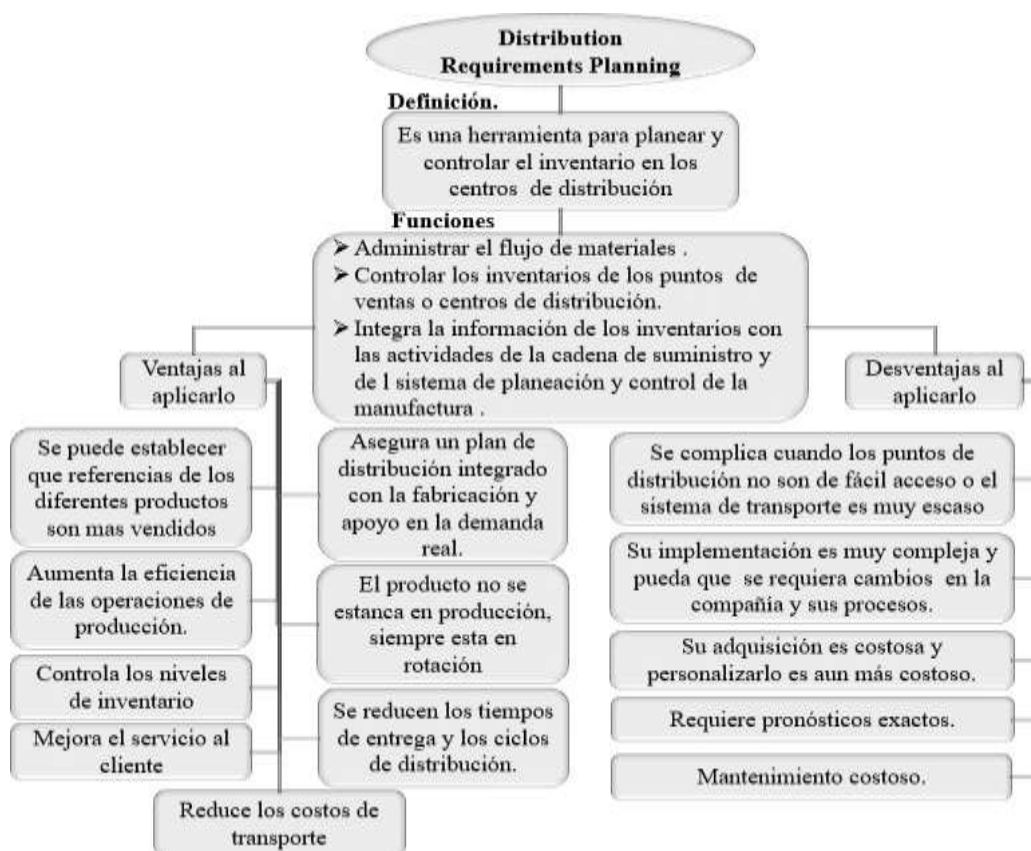 Distribution
Requirements Planning
Definición.
Es una herramienta para planear y
controlar el inventario en los
centros de distribución
Funciones
➢ Administrar el flujo de materiales .
➢ Controlar los inventarios de los puntos de
ventas o centros de distribución.
➢ Integra la información de los inventarios con
las actividades de la cadena de suministro y
de l sistema de planeación y control de la
manufactura .
Ventajas al
aplicarlo
Se puede establecer
que referencias de los
diferentes productos
son mas vendidos
Aumenta la eficiencia
de las operaciones de
producción.
Controla los niveles
de inventario
Mejora el servicio al
cliente
Asegura un plan de
distribución integrado
con la fabricación y
apoyo en la demanda
real.
El producto no se
estanca en producción,
siempre esta en
rotación
Se reducen los tiempos
de entrega y los ciclos
de distribución.
Reduce los costos de
transporte
Desventajas al
aplicarlo
Se complica cuando los puntos de
distribución no son de fácil acceso o el
sistema de transporte es muy escaso
Su implementación es muy compleja y
pueda que se requiera cambios en la
compañía y sus procesos.
Su adquisición es costosa y
personalizarlo es aun más costoso.
Requiere pronósticos exactos.
Mantenimiento costoso.